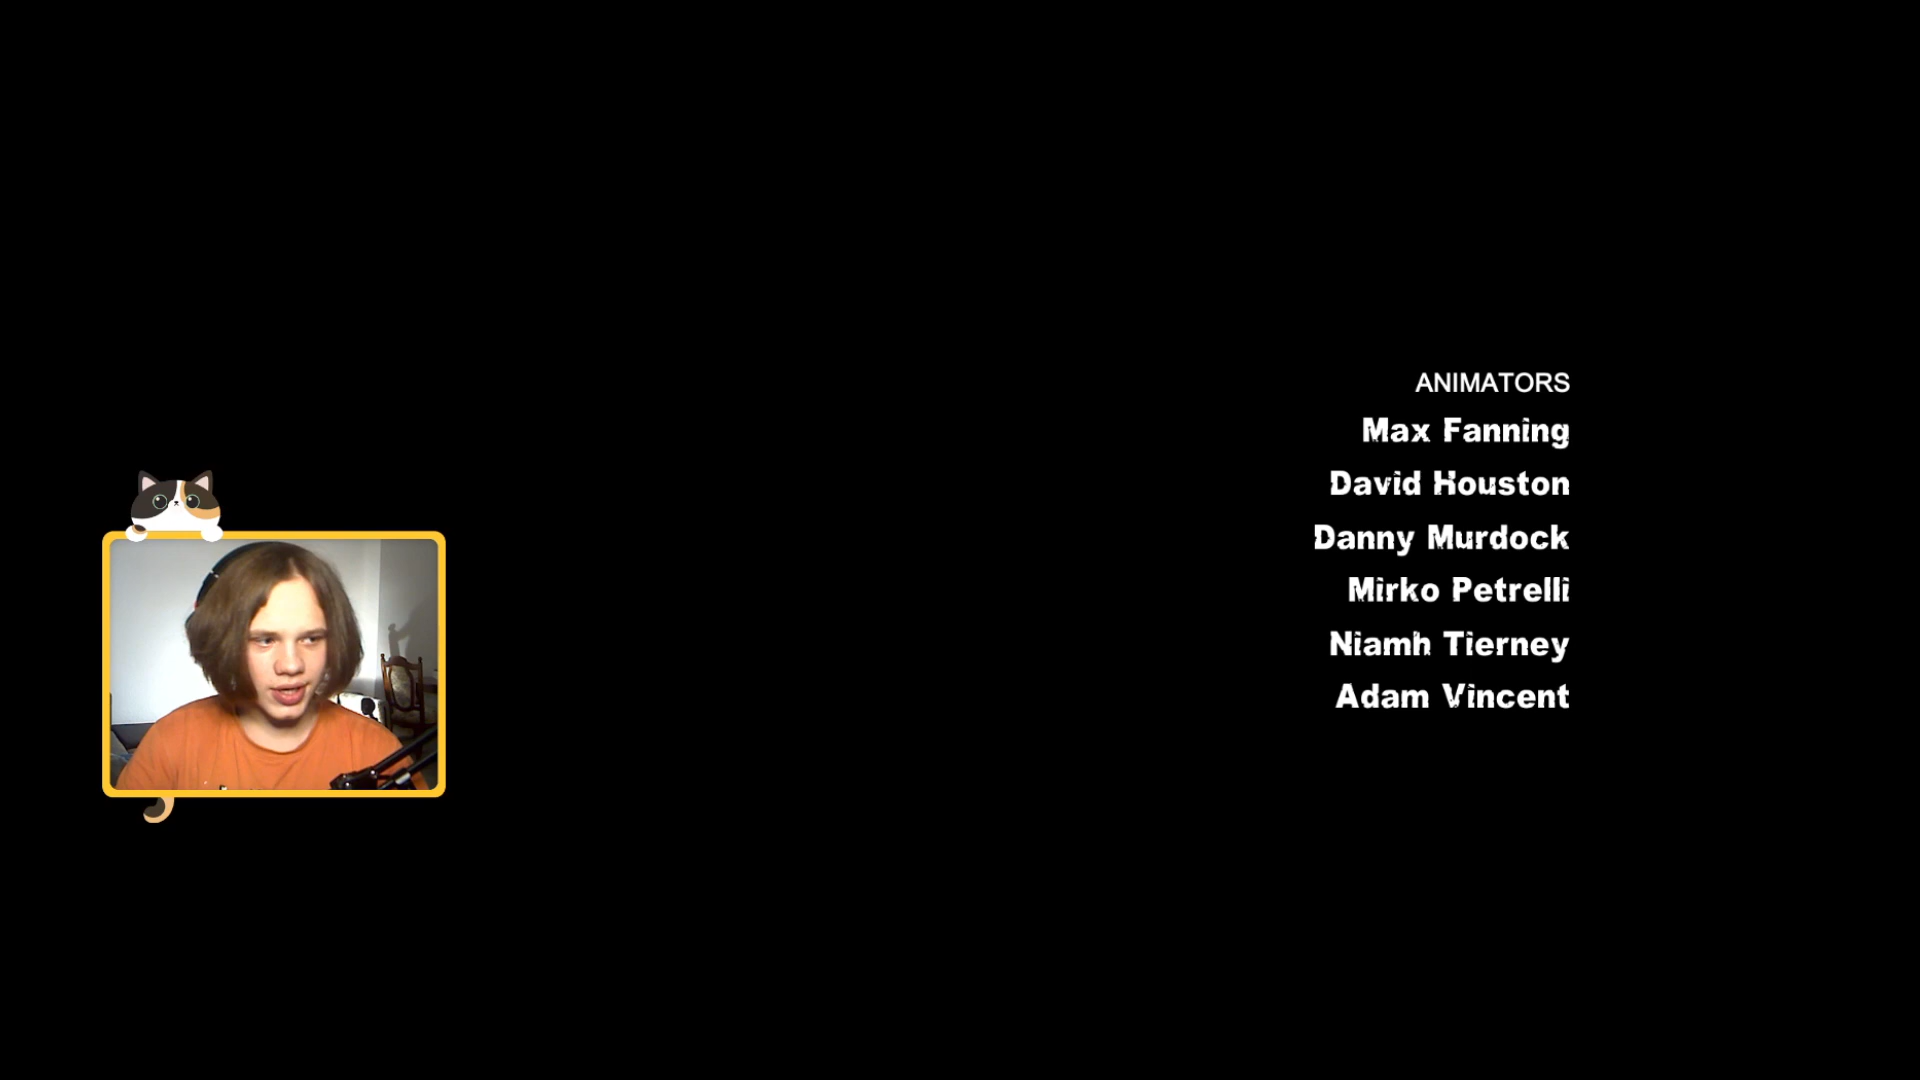 ANIMATORS
Max Fanning
David Houston
Danny Murdock
Mirko Petrelli
Niamh Tierney
Adam Vincent